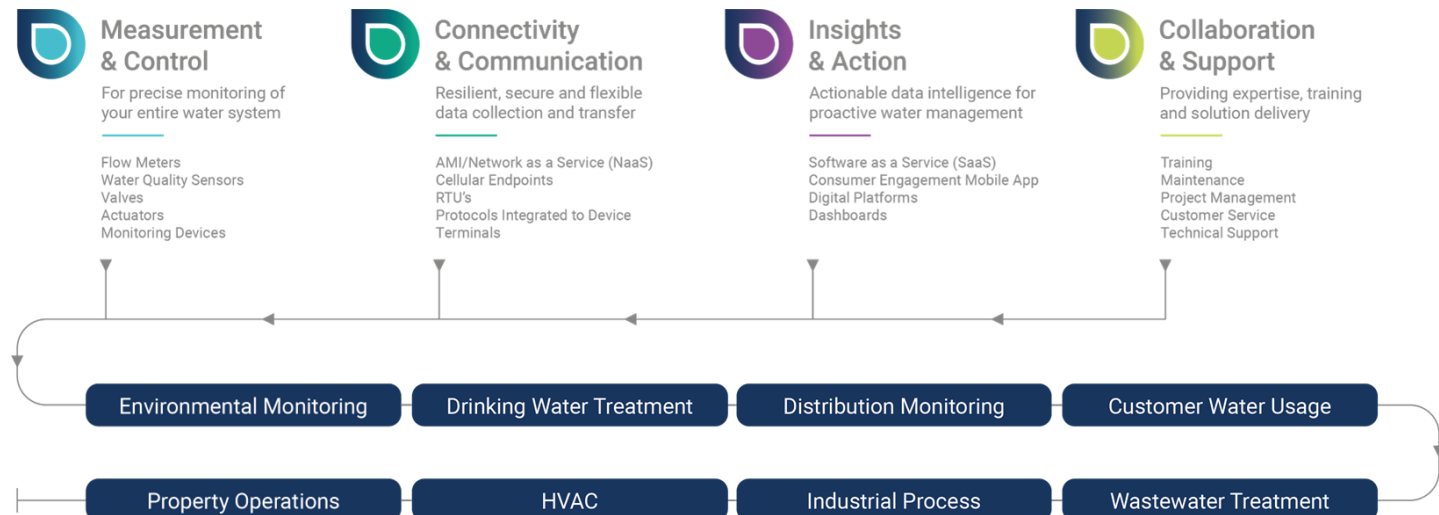 Measurement
& Control
For precise monitoring of
your entire water system
Flow Meters
Water Quality Sensors
Valves
Actuators
Monitoring Devices
Connectivity
& Communication
Resilient, secure and flexible
data collection and transfer
AMI/Network as a Service (NaaS)
Cellular Endpoints
RTU's
Protocols Integrated to Device
Terminals
Insights
& Action
Actionable data intelligence for
proactive water management
Software as a Service (SaaS)
Consumer Engagement Mobile App
Digital Platforms
Dashboards
Collaboration
& Support
Providing expertise, training
and solution delivery
Training
Maintenance
Project Management
Customer Service
Technical Support
Environmental Monitoring
Drinking Water Treatment
Distribution Monitoring
Customer Water Usage
Property Operations
HVAC
Industrial Process
Wastewater Treatment